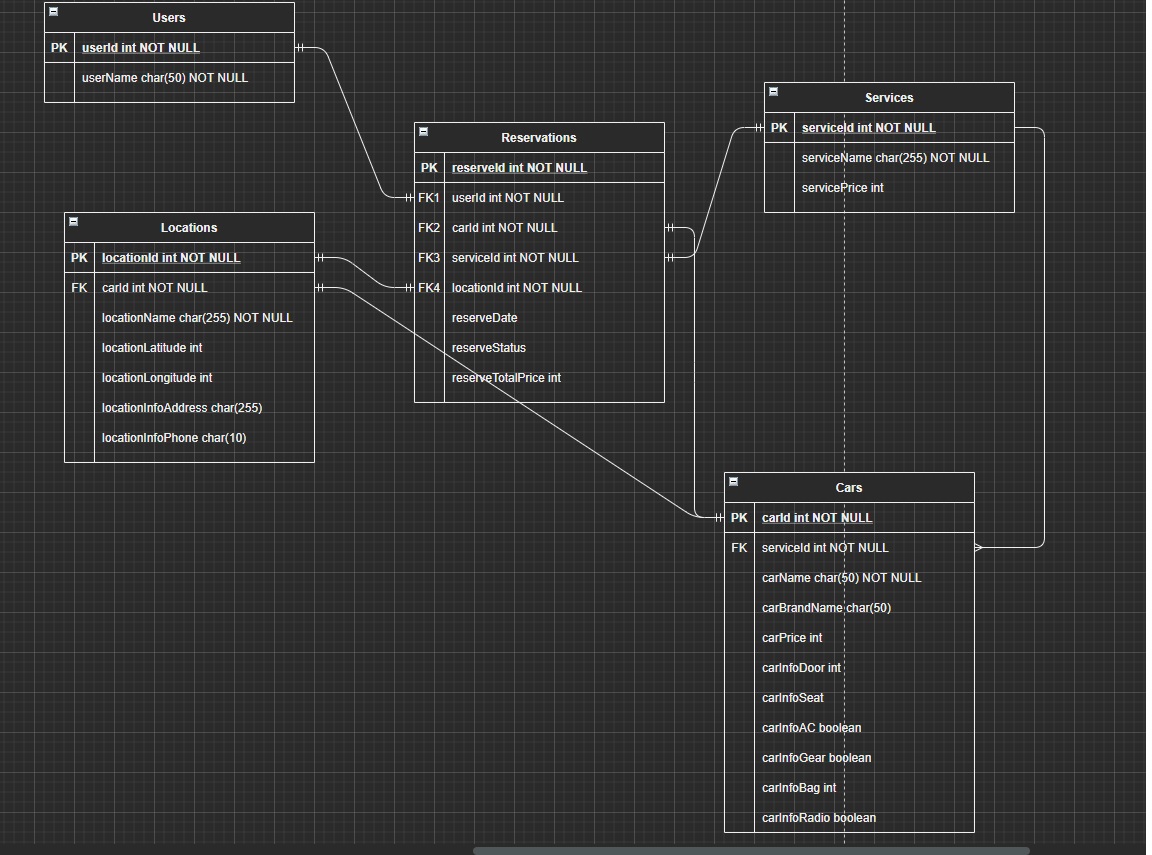 Users
PK userId int NOT NULL
userName char(50) NOT NULL
Reservations
PK reserveId int NOT NULL
FK1 userId int NOT NULL
FK2 carId int NOT NULL
FK3 serviceId int NOT NULL
FK4 locationId int NOT NULL
reserveDate
reserveStatus
reserveTotalPrice int
Services
PK serviceId int NOT NULL
serviceName char(255) NOT NULL
servicePrice int
Locations
PK locationId int NOT NULL
FK carId int NOT NULL
locationName char(255) NOT NULL
locationLatitude int
locationLongitude int
locationInfoAddress char(255)
locationInfoPhone char(10)
Cars
PK carId int NOT NULL
FK serviceId int NOT NULL
carName char(50) NOT NULL
carBrandName char(50)
carPrice int
carInfoDoor int
carInfoSeat
carInfoAC boolean
carInfoGear boolean
carInfoBag int
carInfoRadio boolean